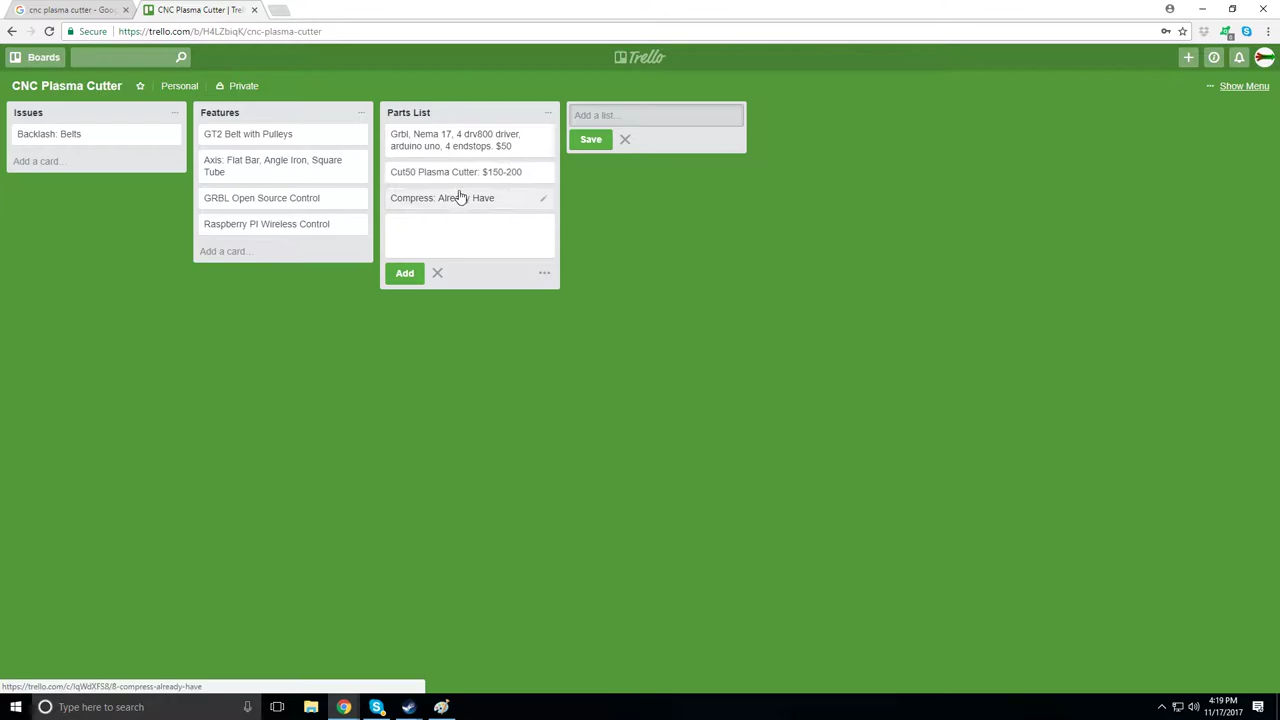 cnc plasma cutter - Goo
CNC Plasma Cutter | Trell
Secure
https://trello.com/b/H4LZbiqK/cnc-plasma-cutter
Boards
Trello
CNC Plasma Cutter
Personal
Private
Show Menu
Issues
Backlash: Belts
Add a card...
Features
GT2 Belt with Pulleys
Axis: Flat Bar, Angle Iron, Square
Tube
GRBL Open Source Control
Raspberry PI Wireless Control
Add a card...
Parts List
Grbl, Nema 17, 4 drv800 driver,
arduino uno, 4 endstops. $50
Cut50 Plasma Cutter: $150-200
Compress: Already Have
Add
Add a list...
Save
https://trello.com/c/lqWdXFS8/8-compress-already-have
Type here to search
4:19 PM
11/17/2017